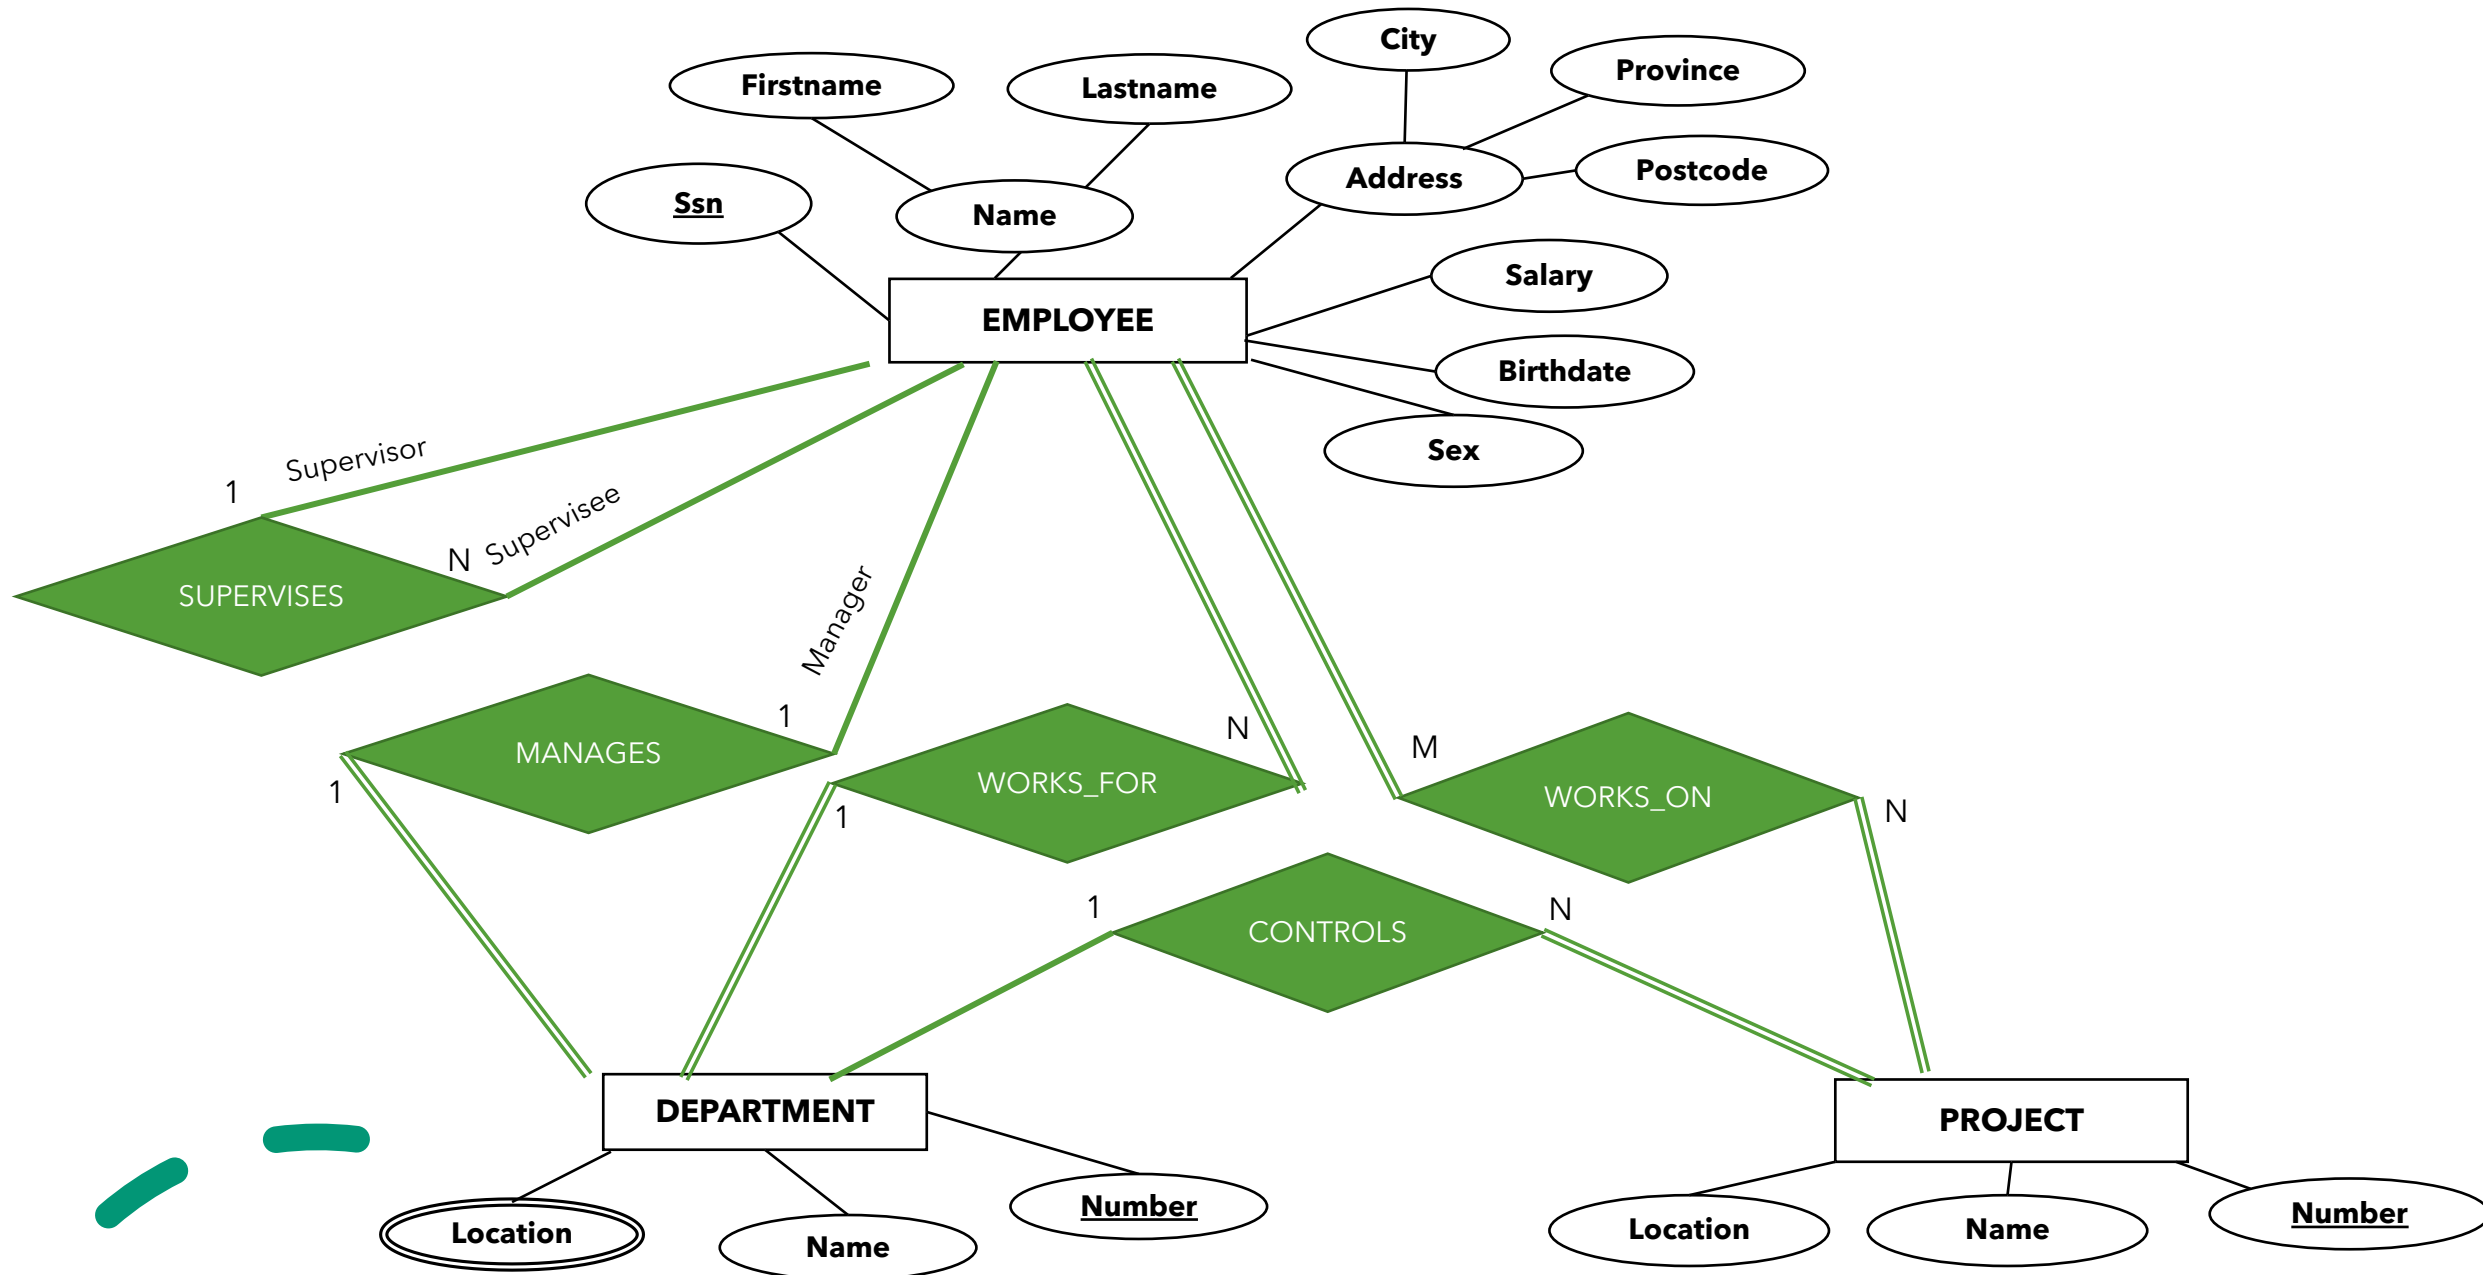 City
Province
Firstname
Lastname
Postcode
Address
Ssn
Name
Salary
EMPLOYEE
Birthdate
Sex
Supervisor
1
Supervisee
N
SUPERVISES
Manager
1
N
M
MANAGES
WORKS_FOR
WORKS_ON
1
1
N
1
N
CONTROLS
DEPARTMENT
PROJECT
Number
Number
Location
Name
Location
Name